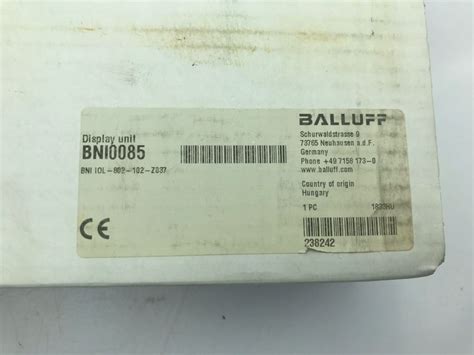 Display unit
BNI0085
BNI IOL-802-102-Z037
BALLUFF
Schurwaldstrasse 9
73765 Neuhausen a.d.F.
Germany
Phone +49 7158 173-0
www.balluff.com
Country of origin
Hungary
1 PC
238242
CE